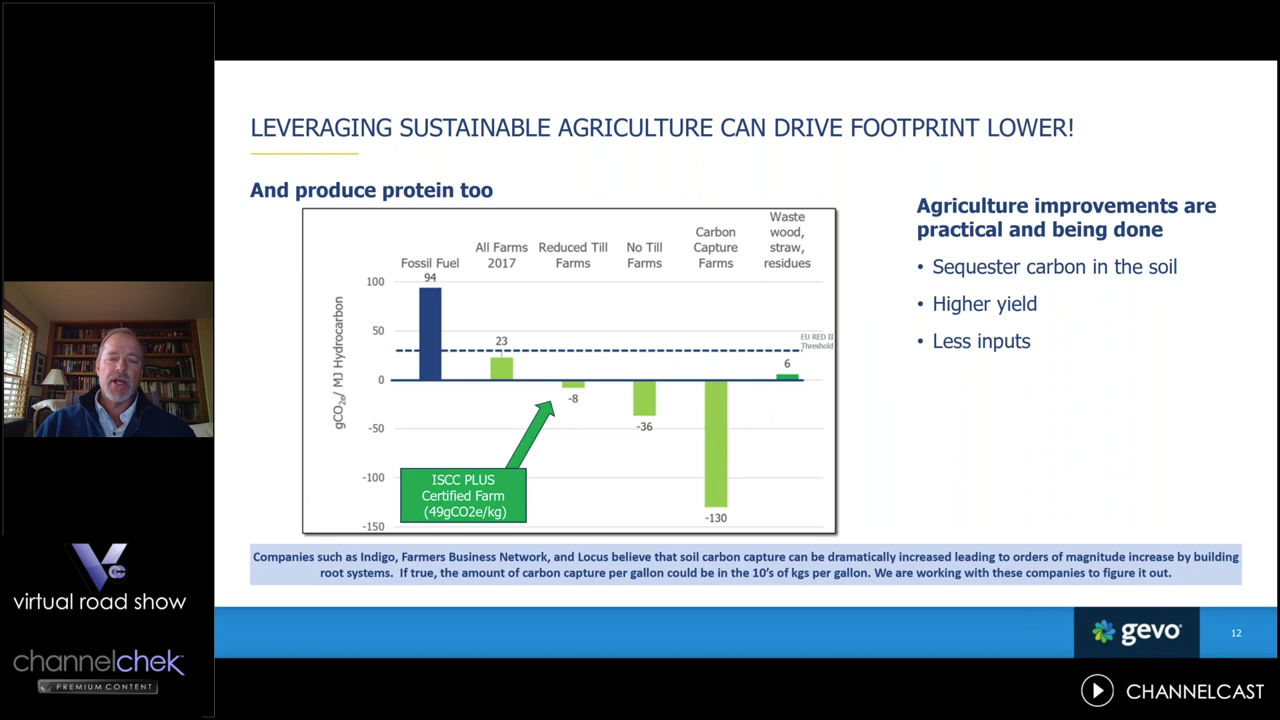 LEVERAGING SUSTAINABLE AGRICULTURE CAN DRIVE FOOTPRINT LOWER!
And produce protein too
Fossil Fuel
All Farms
2017
Reduced Till
Farms
No Till
Farms
Carbon
Capture
Farms
Waste
wood,
straw,
residues
gCO2e/ MJ Hydrocarbon
100
50
0
-50
-100
-150
94
23
-8
-36
-130
6
EU RED II
Threshold
ISCC PLUS
Certified Farm
(49gCO2e/kg)
Agriculture improvements are
practical and being done
• Sequester carbon in the soil
• Higher yield
• Less inputs
Companies such as Indigo, Farmers Business Network, and Locus believe that soil carbon capture can be dramatically increased leading to orders of magnitude increase by building
root systems. If true, the amount of carbon capture per gallon could be in the 10's of kgs per gallon. We are working with these companies to figure it out.
gevo
12
Vc
virtual road show
channelchek
PREMIUM CONTENT
CHANNELCAST